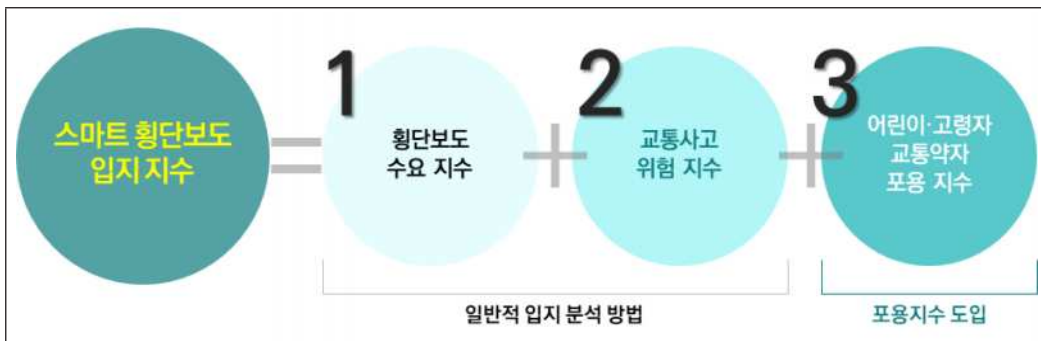 스마트 횡단보도
입지 지수
=
1
횡단보도
수요 지수
+
2
교통사고
위험 지수
+
3
어린이·고령자
교통약자
포용 지수
일반적 입지 분석 방법
포용지수 도입